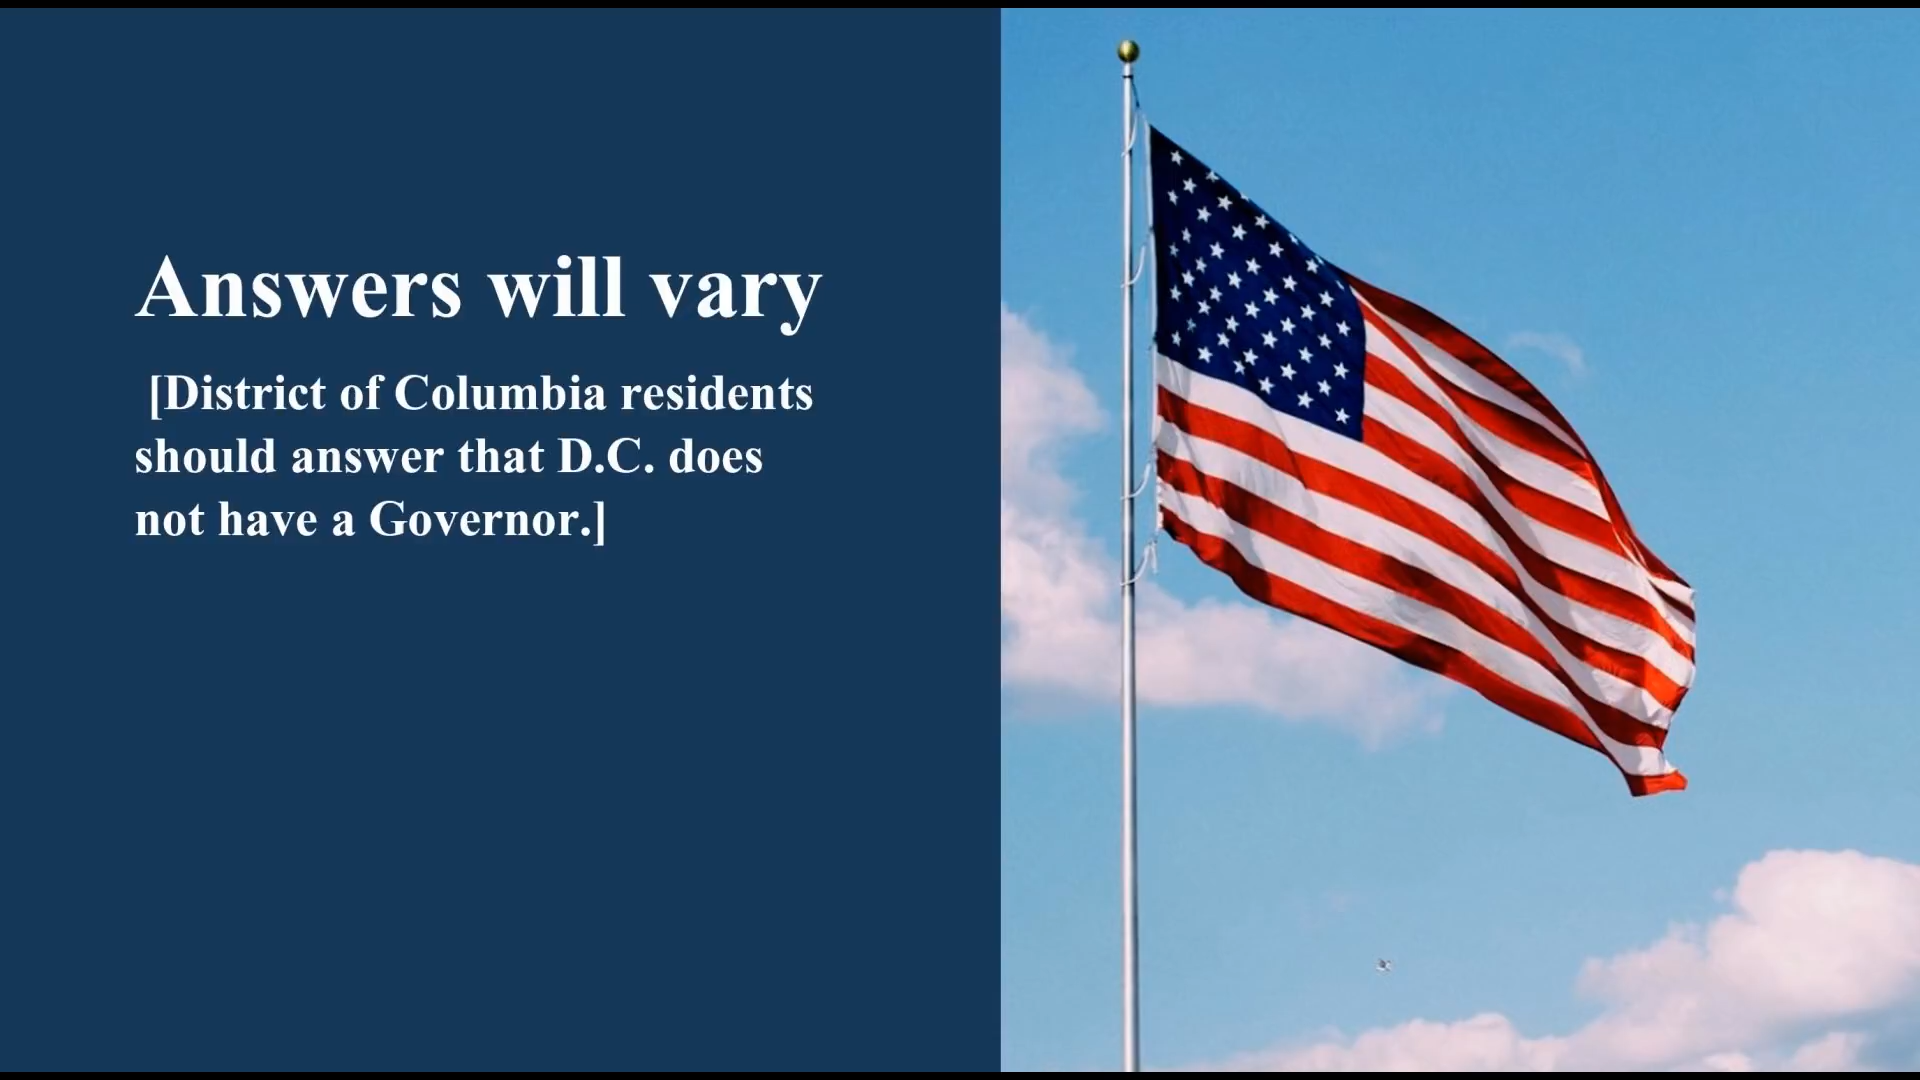 Answers will vary
[District of Columbia residents
should answer that D.C. does
not have a Governor.]